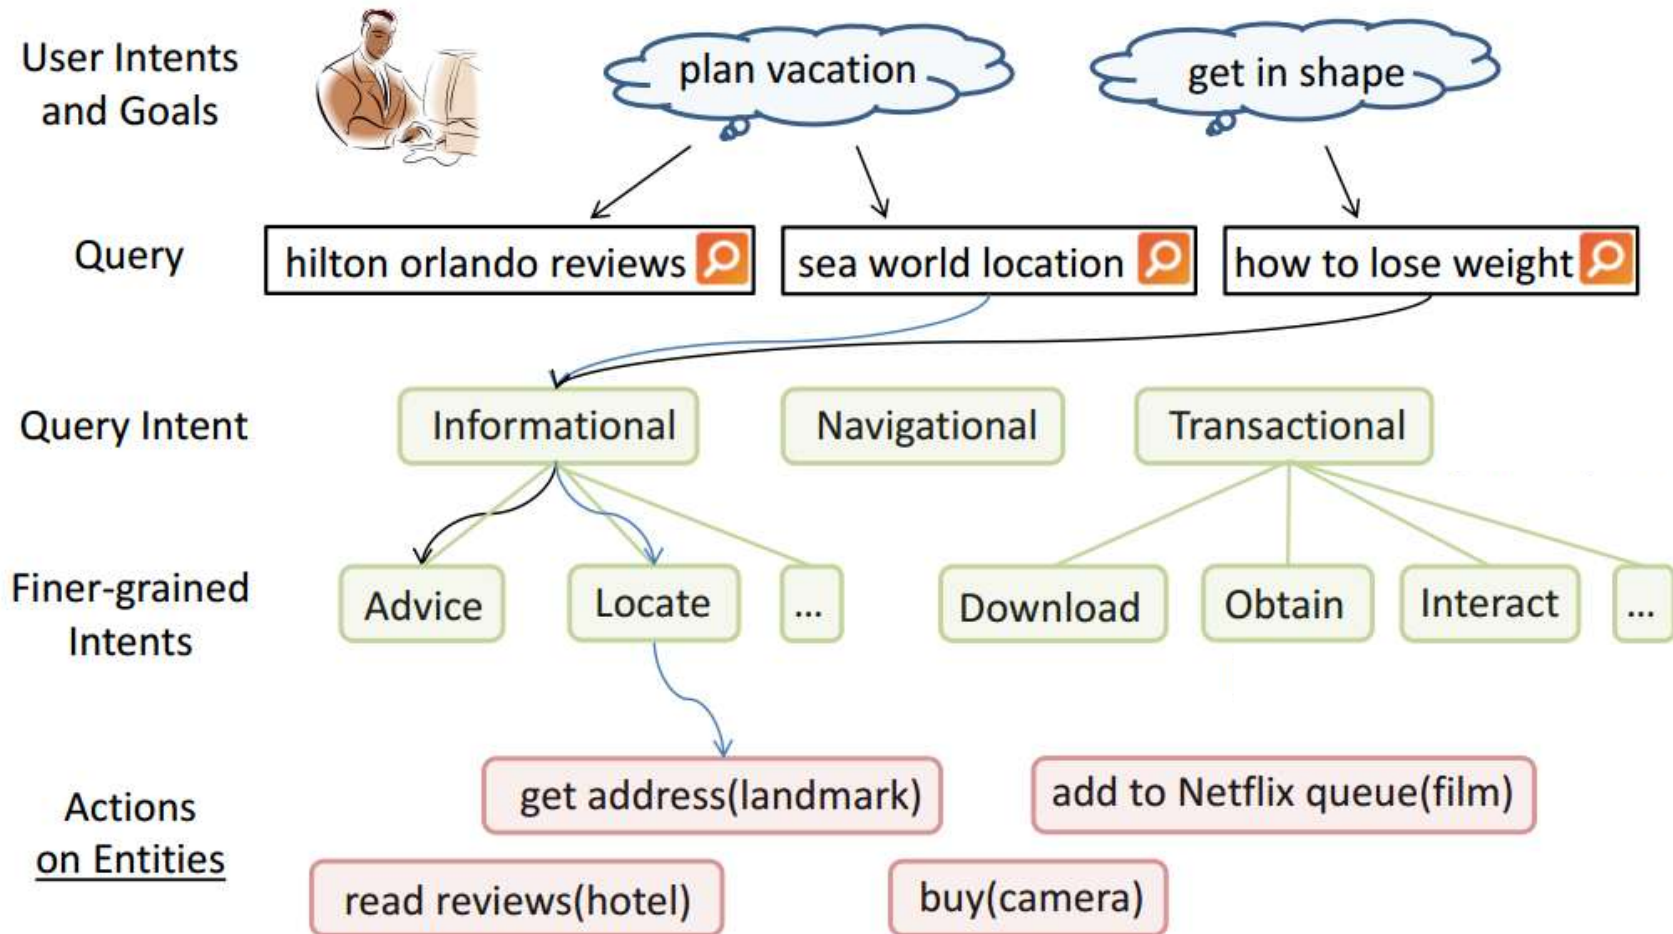 User Intents
and Goals
plan vacation
get in shape
Query
hilton orlando reviews
sea world location
how to lose weight
Query Intent
Informational
Navigational
Transactional
Finer-grained
Intents
Advice
Locate
...
Download
Obtain
Interact
...
Actions
on Entities
get address(landmark)
add to Netflix queue(film)
read reviews(hotel)
buy(camera)